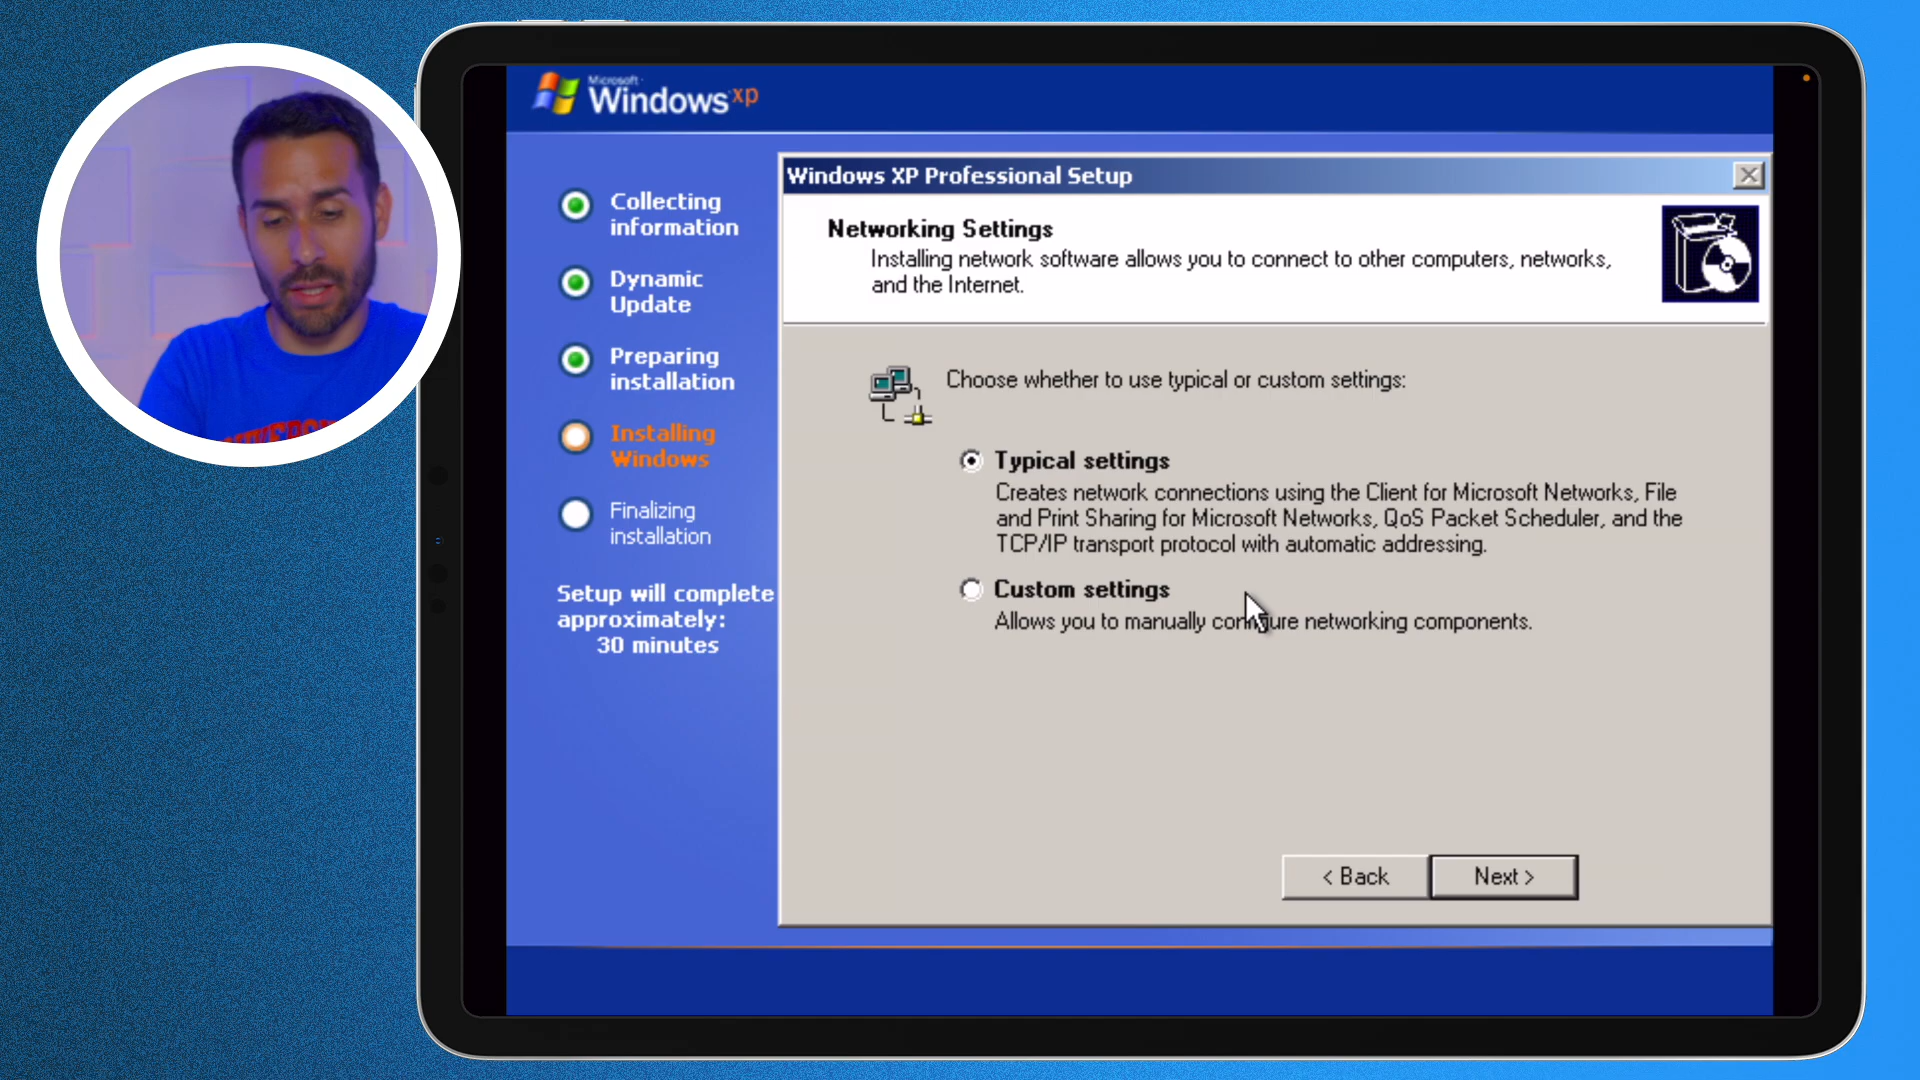 Microsoft
Windows xp
Collecting
information
Dynamic
Update
Preparing
installation
Installing
Windows
Finalizing
installation
Setup will complete
approximately:
30 minutes
Windows XP Professional Setup
Networking Settings
Installing network software allows you to connect to other computers, networks,
and the Internet.
Choose whether to use typical or custom settings:
Typical settings
Creates network connections using the Client for Microsoft Networks, File
and Print Sharing for Microsoft Networks, QoS Packet Scheduler, and the
TCP/IP transport protocol with automatic addressing.
Custom settings
Allows you to manually configure networking components.
< Back
Next >